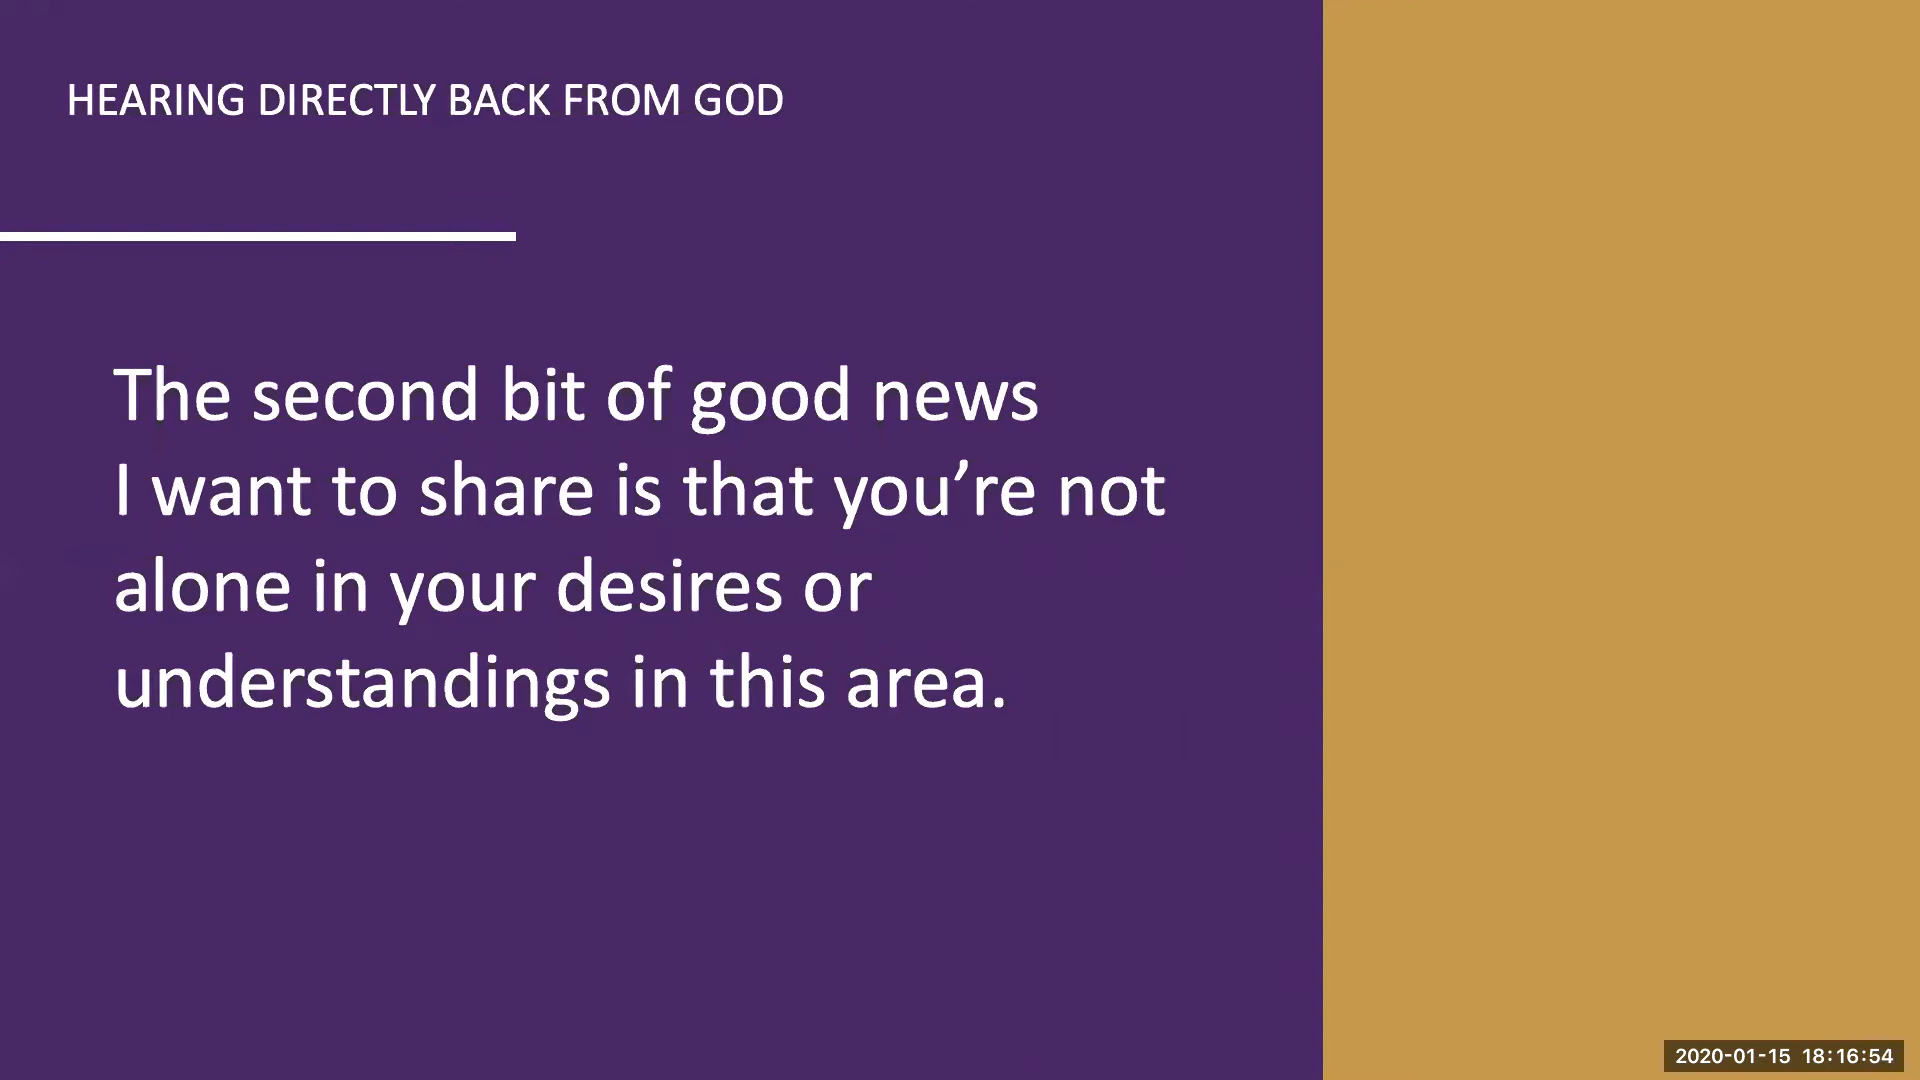 HEARING DIRECTLY BACK FROM GOD
The second bit of good news
I want to share is that you’re not
alone in your desires or
understandings in this area.
2020-01-15 18:16:54